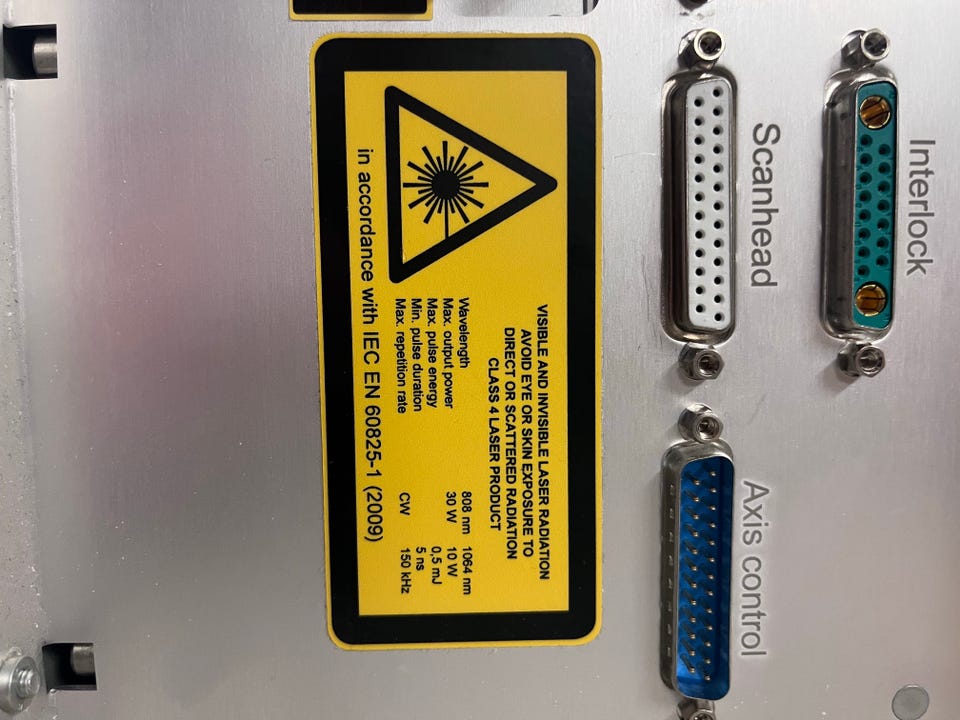 Interlock
Scanhead
Axis control
VISIBLE AND INVISIBLE LASER RADIATION
AVOID EYE OR SKIN EXPOSURE TO
DIRECT OR SCATTERED RADIATION
CLASS 4 LASER PRODUCT
Wavelength 808 nm 1064 nm
Max. output power 30 W 10 W
Max. pulse energy 0,5 mJ
Min. pulse duration 5 ns
Max. repetition rate CW 150 kHz
in accordance with IEC EN 60825-1 (2009)